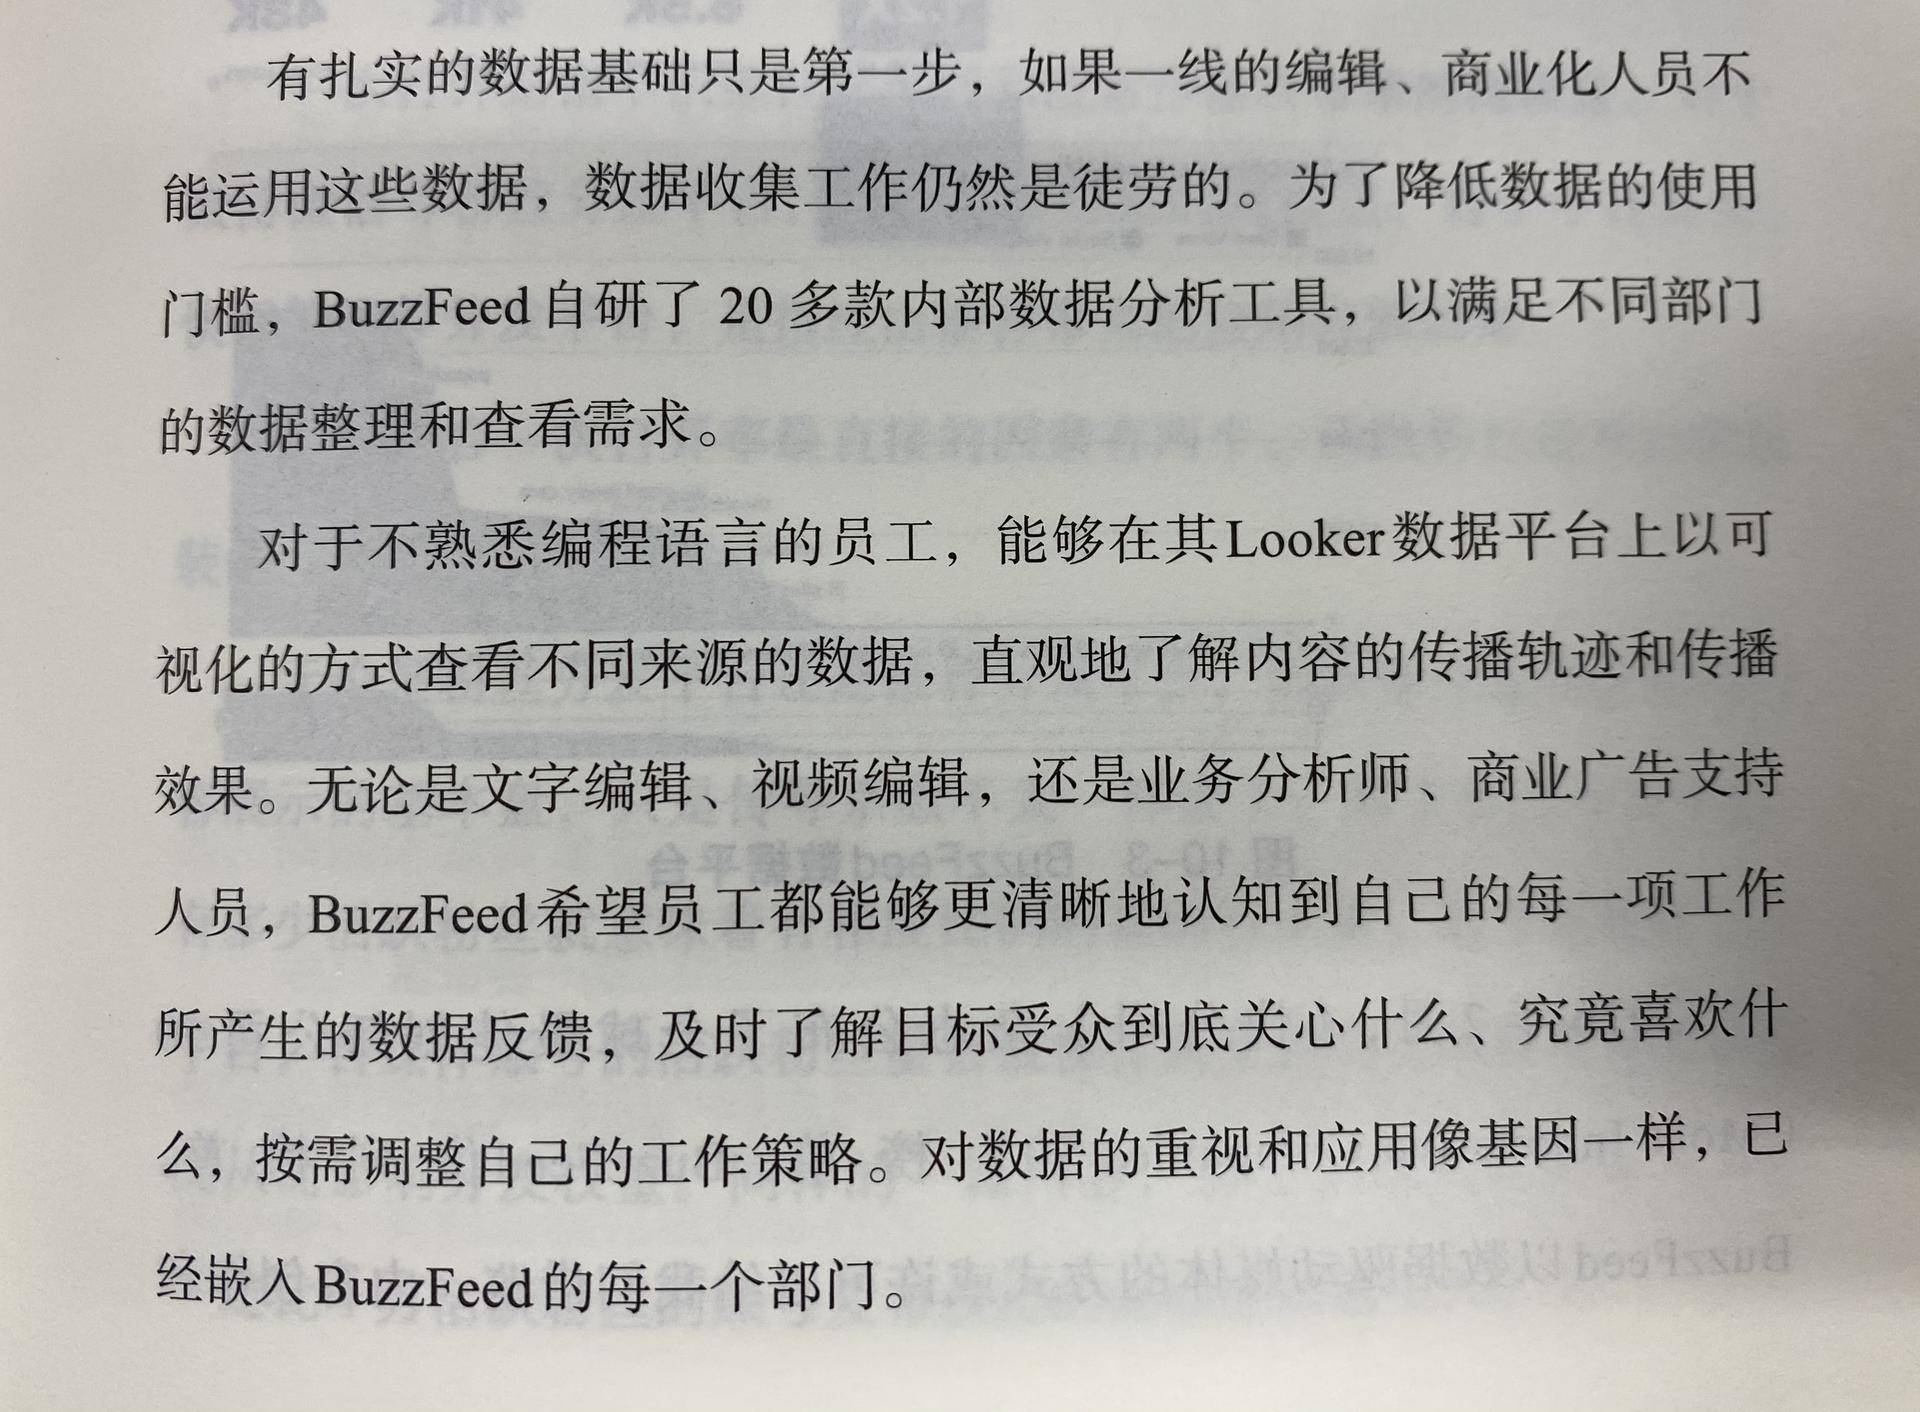 有扎实的数据基础只是第一步，如果一线的编辑、商业化人员不
能运用这些数据，数据收集工作仍然是徒劳的。为了降低数据的使用
门槛，BuzzFeed自研了 20 多款内部数据分析工具，以满足不同部门
的数据整理和查看需求。
对于不熟悉编程语言的员工，能够在其Looker数据平台上以可
视化的方式查看不同来源的数据，直观地了解内容的传播轨迹和传播
效果。无论是文字编辑、视频编辑，还是业务分析师、商业广告支持
人员，BuzzFeed希望员工都能够更清晰地认知到自己的每一项工作
所产生的数据反馈，及时了解目标受众到底关心什么、究竟喜欢什
么，按需调整自己的工作策略。对数据的重视和应用像基因一样，已
经嵌入BuzzFeed的每一个部门。